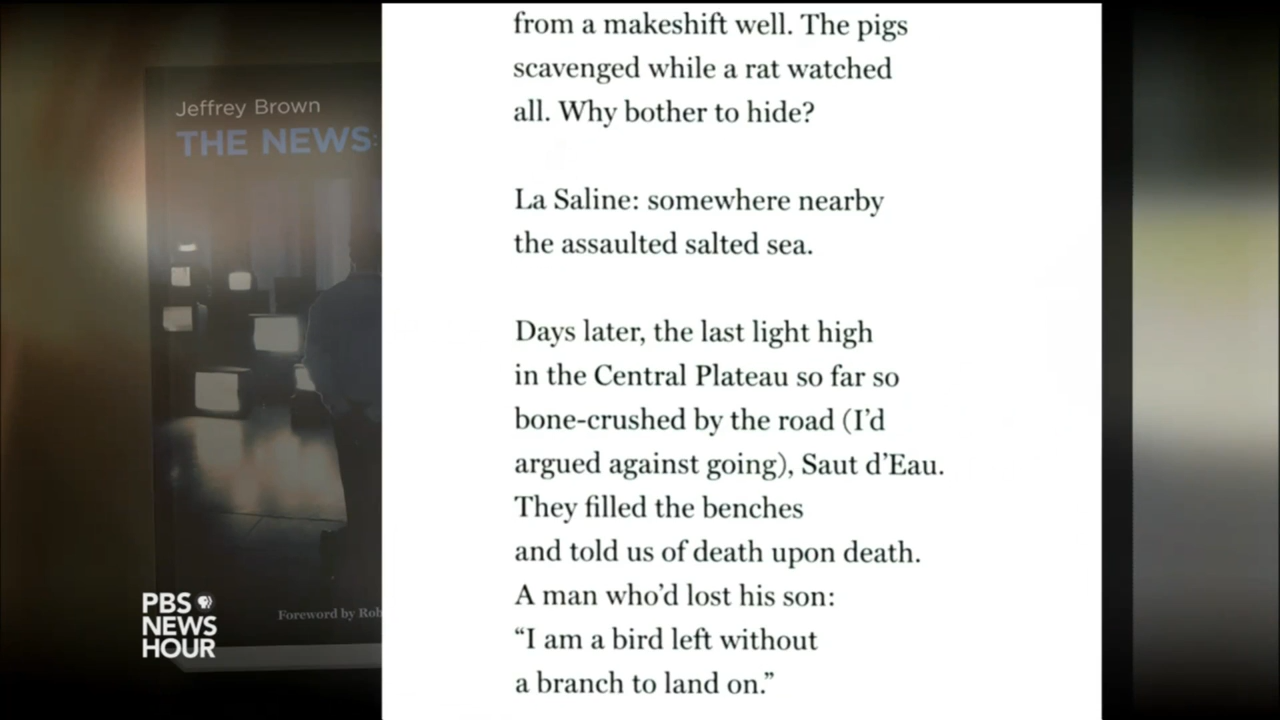 Jeffrey Brown
THE NEWS:
Foreword by
PBS
NEWS
HOUR
from a makeshift well. The pigs
scavenged while a rat watched
all. Why bother to hide?
La Saline: somewhere nearby
the assaulted salted sea.
Days later, the last light high
in the Central Plateau so far so
bone-crushed by the road (I’d
argued against going), Saut d’Eau.
They filled the benches
and told us of death upon death.
A man who’d lost his son:
“I am a bird left without
a branch to land on.”